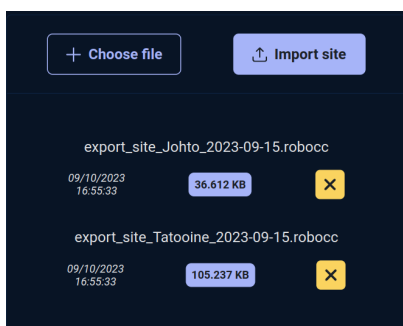 Choose file
Import site
export_site_Johto_2023-09-15.robocc
09/10/2023
16:55:33
36.612 KB
export_site_Tatooine_2023-09-15.robocc
09/10/2023
16:55:33
105.237 KB